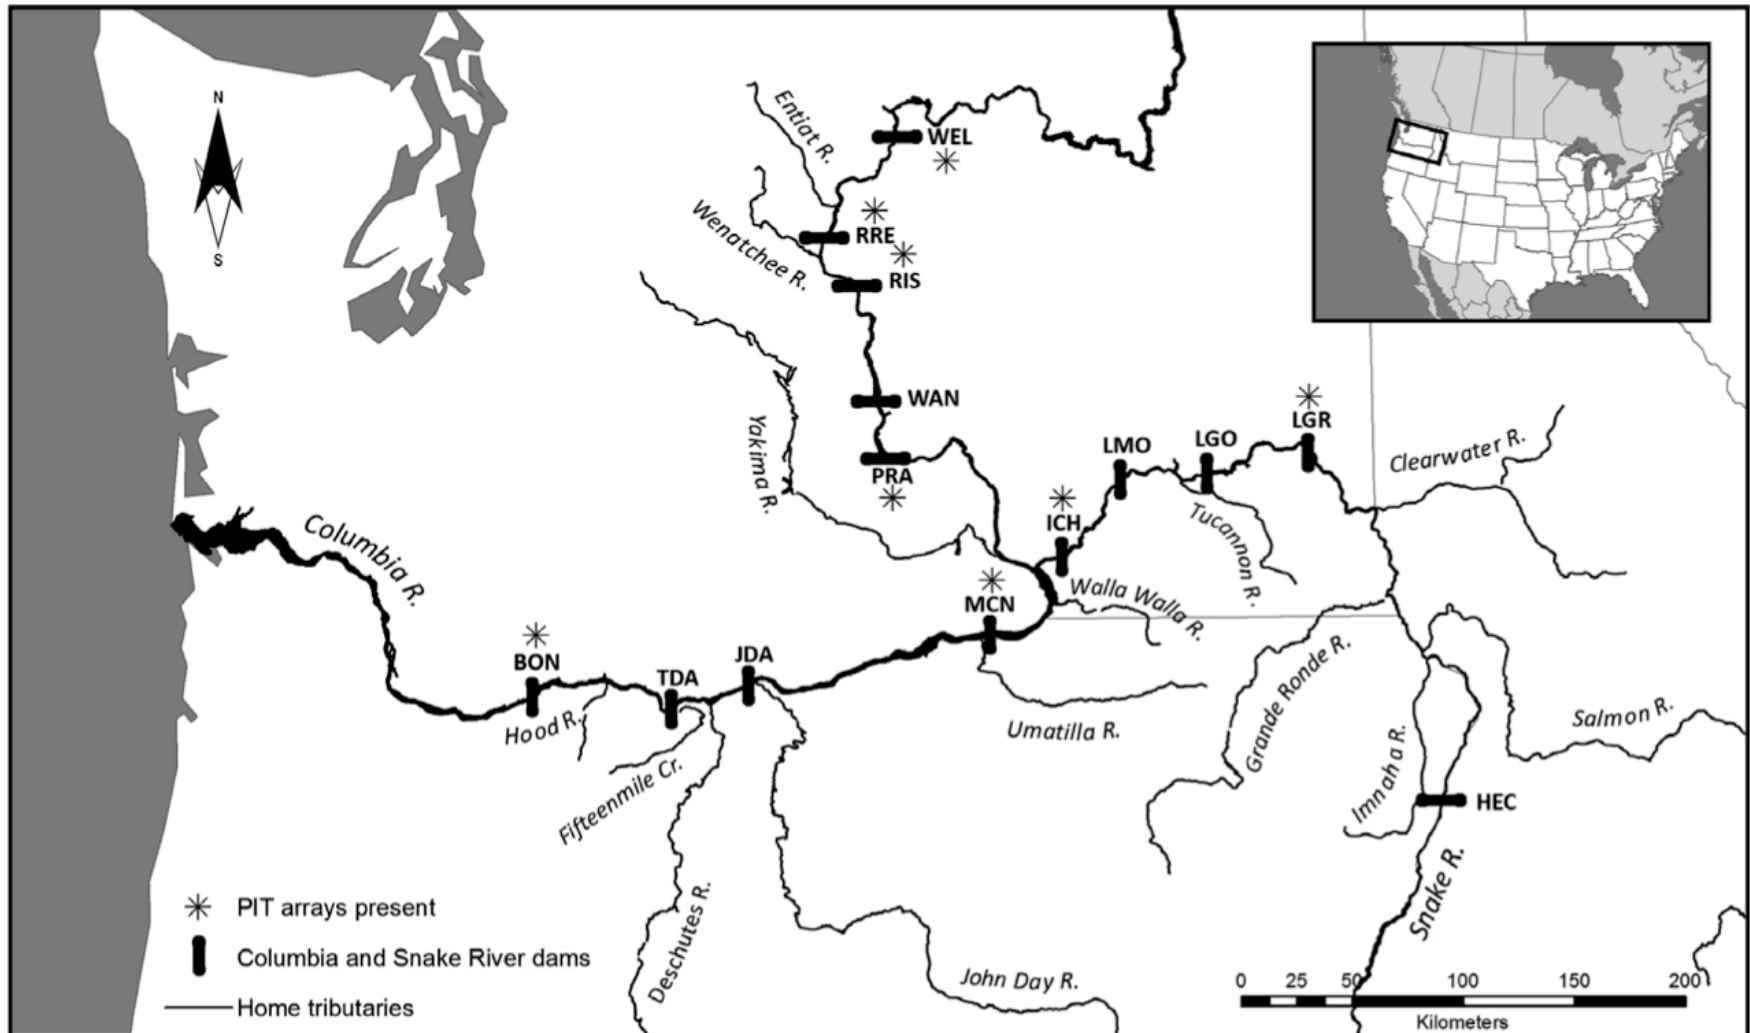 N
S
Entiat R.
WEL
Wenatchee R.
RRE
RIS
WAN
Yakima R.
PRA
LGR
LMO
LGO
Clearwater R.
ICH
Tucannon R.
Columbia R.
MCN
Walla Walla R.
BON
TDA
JDA
Hood R.
Umatilla R.
Grande Ronde R.
Salmon R.
Imnaha R.
Fifteenmile Cr.
HEC
Snake R.
Deschutes R.
John Day R.
PIT arrays present
Columbia and Snake River dams
Home tributaries
0 25 50 100 150 200
Kilometers